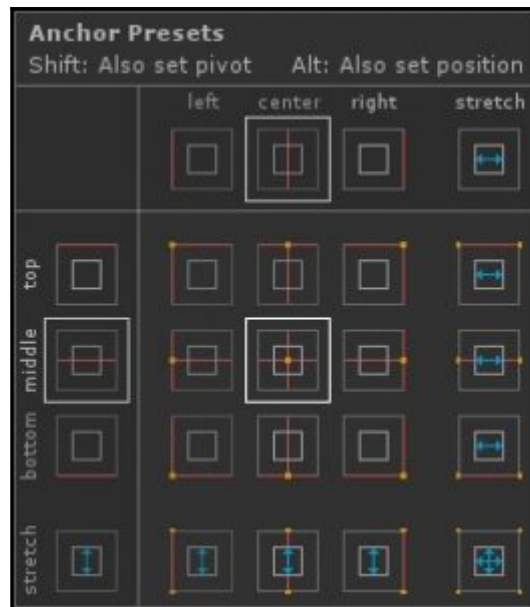 Anchor Presets
Shift: Also set pivot Alt: Also set position
left center right stretch
top
middle
bottom
stretch